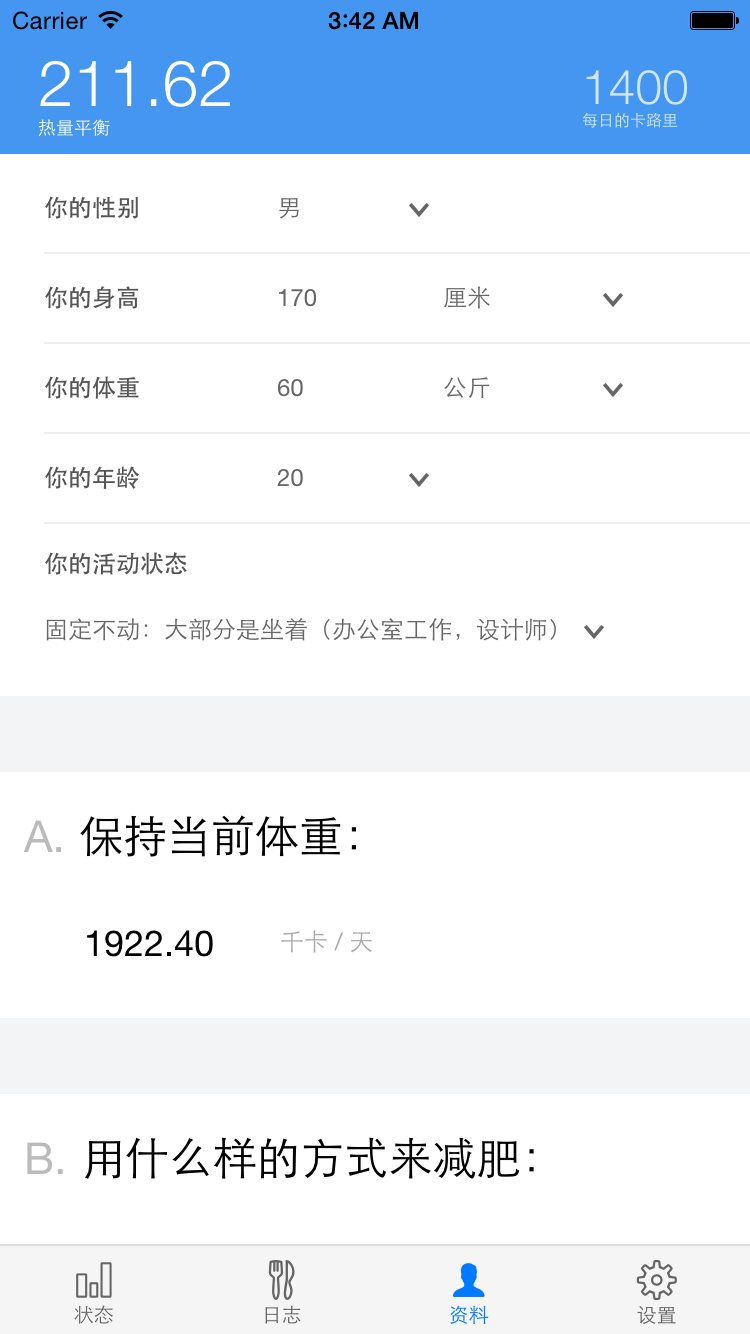 Carrier 3:42 AM
211.62 1400
热量平衡 每日的卡路里
你的性别 男
你的身高 170 厘米
你的体重 60 公斤
你的年龄 20
你的活动状态
固定不动：大部分是坐着（办公室工作，设计师）
A. 保持当前体重：
1922.40 千卡 / 天
B. 用什么样的方式来减肥：
状态 日志 资料 设置